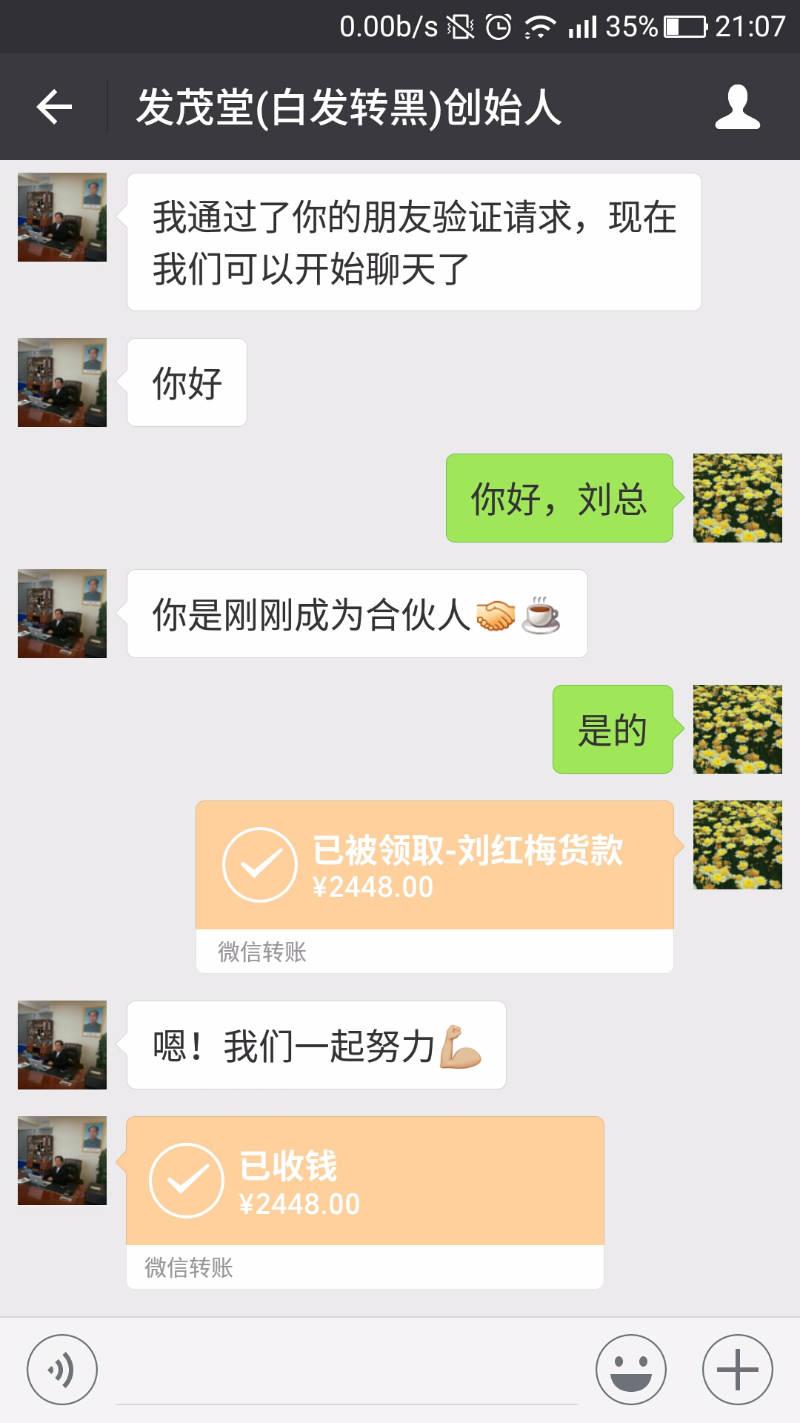 0.00b/s 35% 21:07
发茂堂(白发转黑)创始人
我通过了你的朋友验证请求，现在
我们可以开始聊天了
你好
你好，刘总
你是刚刚成为合伙人🤝☕
是的
已被领取-刘红梅货款
¥2448.00
微信转账
嗯！我们一起努力💪
已收钱
¥2448.00
微信转账